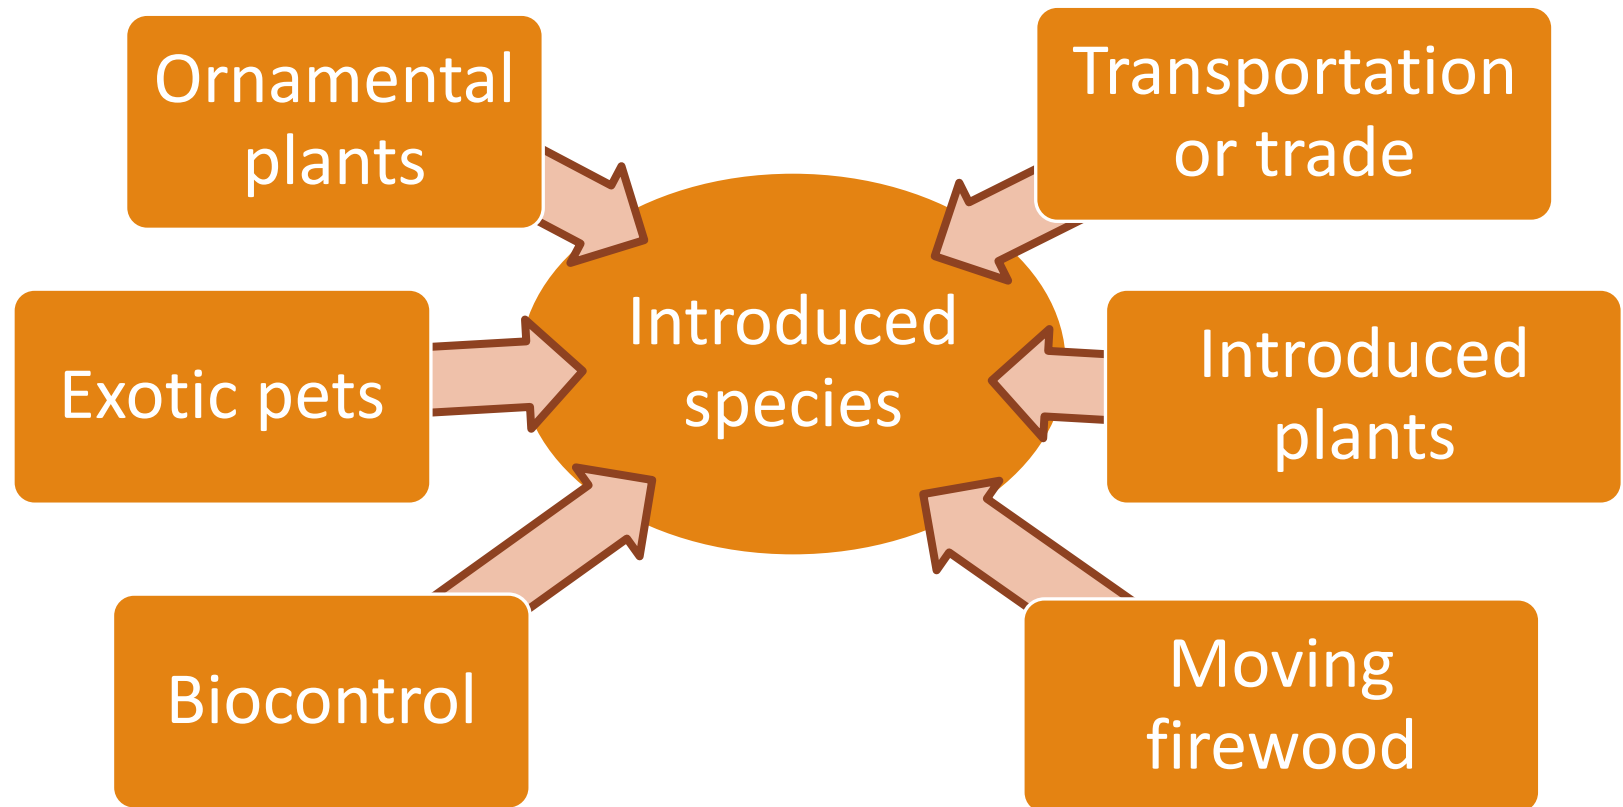 Ornamental
plants
Transportation
or trade
Introduced
species
Exotic pets
Introduced
plants
Biocontrol
Moving
firewood